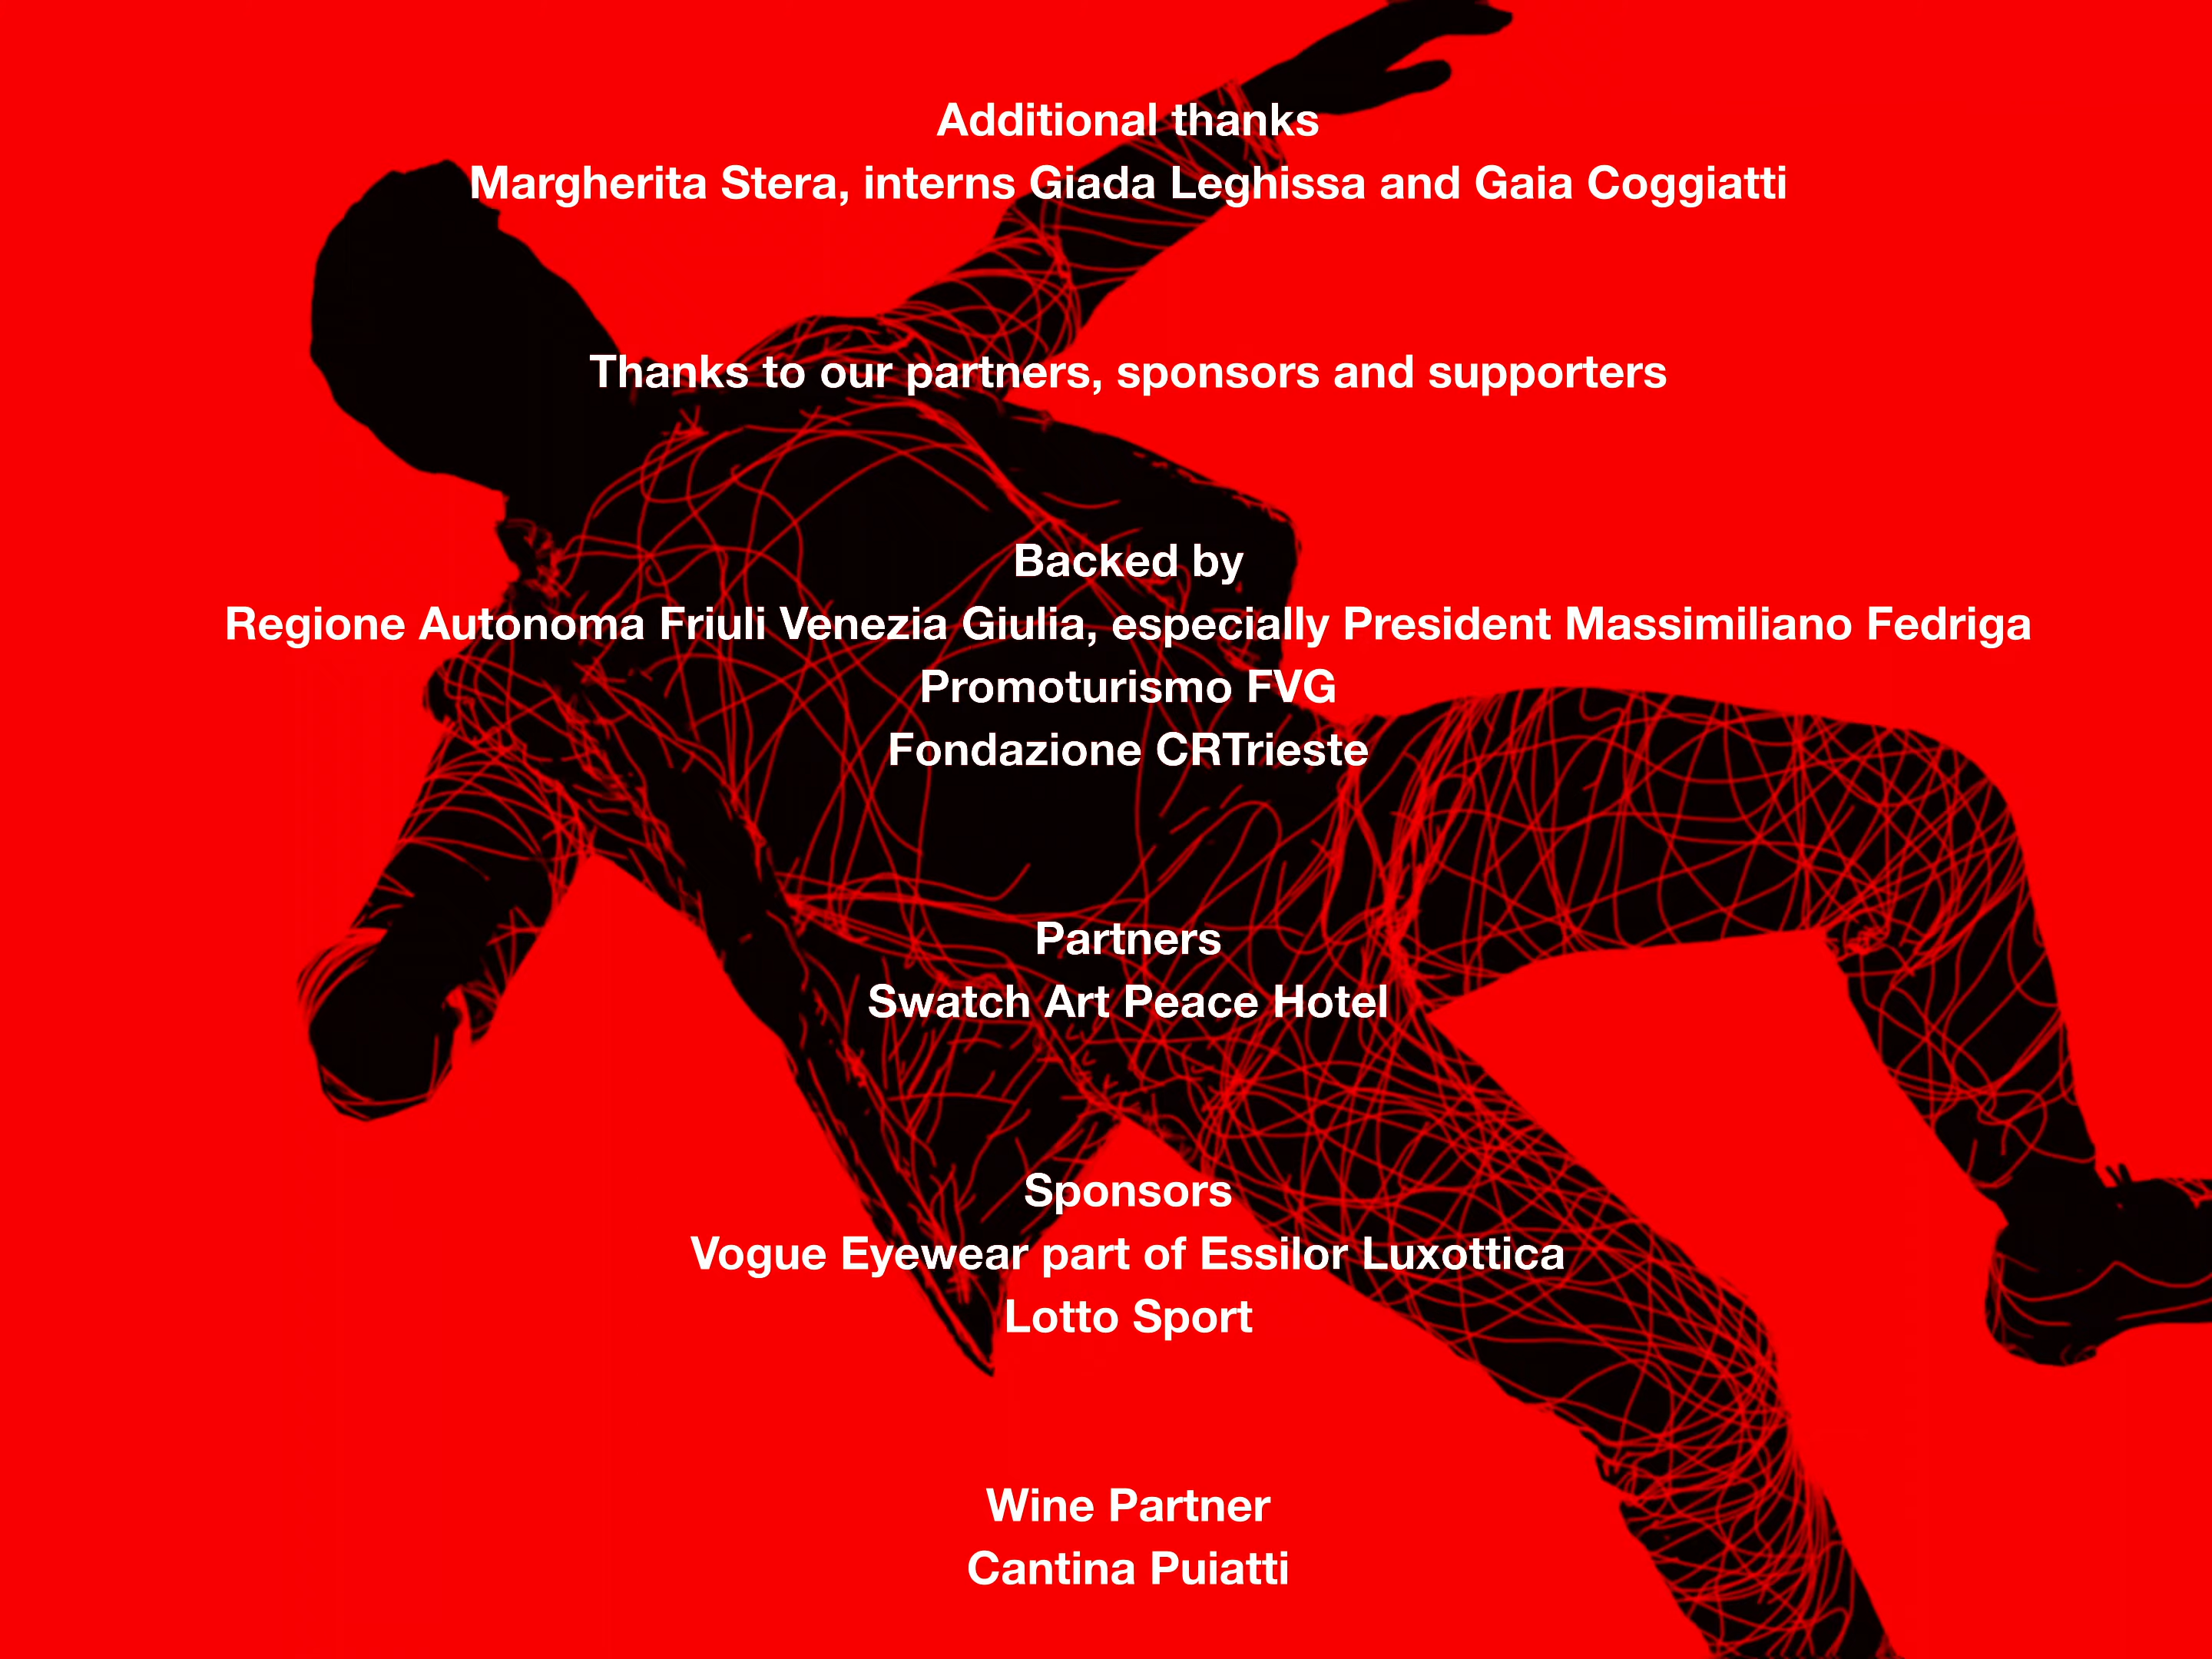 Additional thanks
Margherita Stera, interns Giada Leghissa and Gaia Coggiatti
Thanks to our partners, sponsors and supporters
Backed by
Regione Autonoma Friuli Venezia Giulia, especially President Massimiliano Fedriga
Promoturismo FVG
Fondazione CRTrieste
Partners
Swatch Art Peace Hotel
Sponsors
Vogue Eyewear part of Essilor Luxottica
Lotto Sport
Wine Partner
Cantina Puiatti